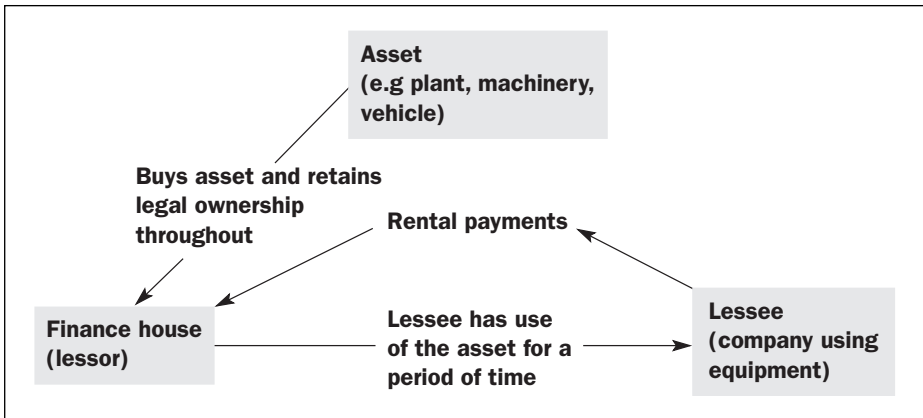 Asset
(e.g plant, machinery,
vehicle)
Buys asset and retains
legal ownership
throughout
Rental payments
Finance house
(lessor)
Lessee has use
of the asset for a
period of time
Lessee
(company using
equipment)